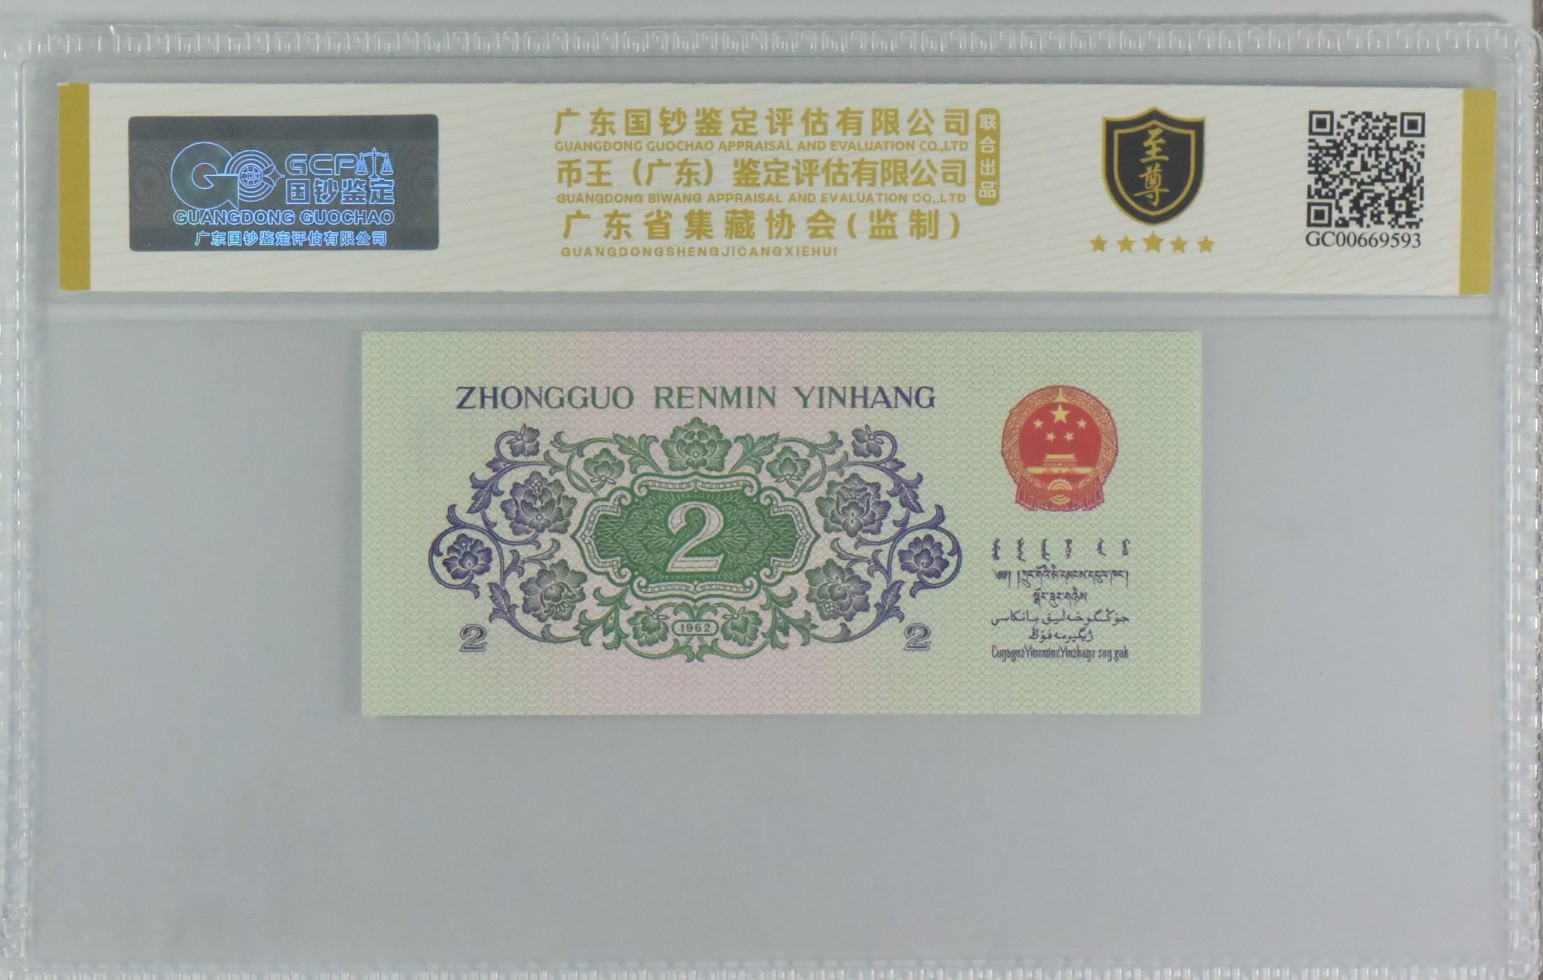 GCP
国钞鉴定
GUANGDONG GUOCHAO
广东国钞鉴定评估有限公司
广东国钞鉴定评估有限公司
GUANGDONG GUOCHAO APPRAISAL AND EVALUATION CO.,LTD
币王（广东）鉴定评估有限公司
GUANGDONG BIWANG APPRAISAL AND EVALUATION CO.,LTD
联合出品
广东省集藏协会(监制)
GUANGDONGSHENGJICANGXIEHUI
至尊
GC00669593
ZHONGGUO RENMIN YINHANG
2
1962
2
2